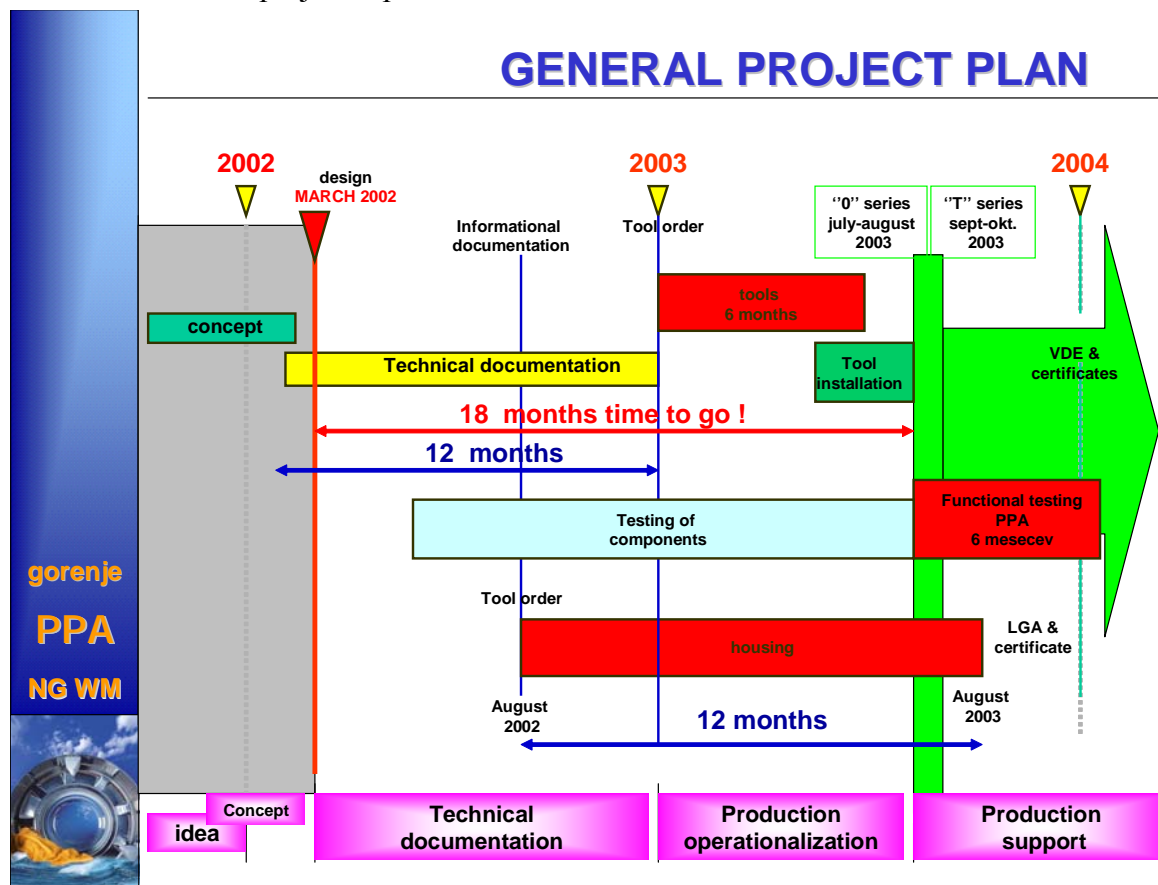 GENERAL PROJECT PLAN
2002
2003
2004
design
MARCH 2002
''0'' series
july-august
2003
''T'' series
sept-okt.
2003
Informational
documentation
Tool order
tools
6 months
concept
Technical documentation
Tool
installation
VDE &
certificates
18 months time to go !
12 months
Testing of
components
Functional testing
PPA
6 mesecev
gorenje
PPA
NG WM
Tool order
housing
LGA &
certificate
August
2002
12 months
August
2003
idea
Concept
Technical
documentation
Production
operationalization
Production
support